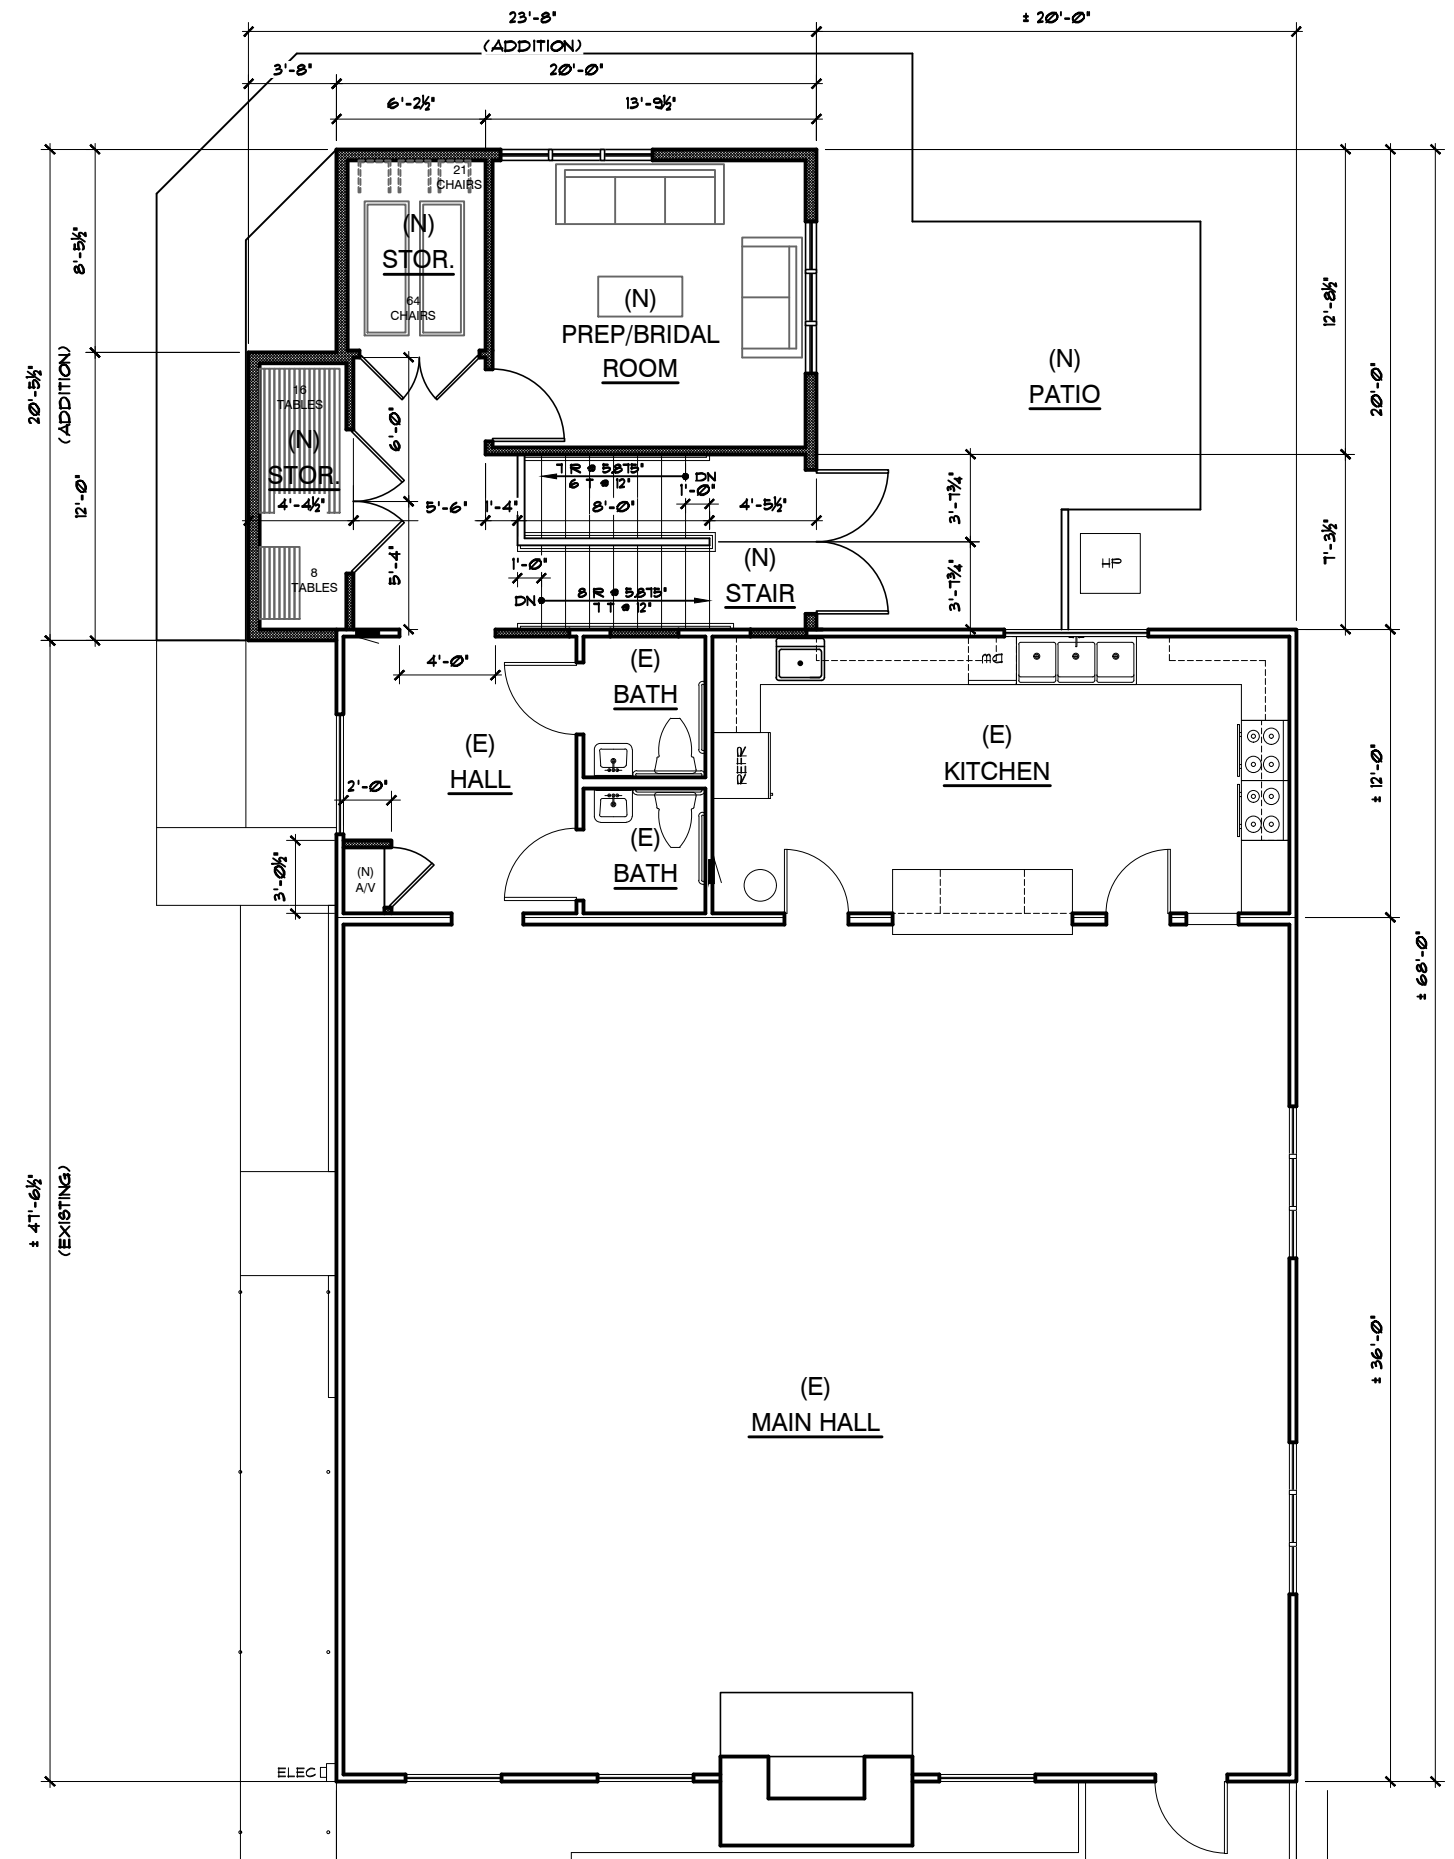 23'-8"
± 20'-0"
(ADDITION)
3'-8"
20'-0"
6'-2½"
13'-9½"
21
CHAIRS
(N)
STOR.
64
CHAIRS
(N)
PREP/BRIDAL
ROOM
(N)
PATIO
8'-5½"
20'-5½"
(ADDITION)
12'-0"
12'-8½"
20'-0"
16
TABLES
(N)
STOR.
4'-4½"
8
TABLES
6'-0"
5'-6"
5'-4"
1'-4"
7 R @ 5.875"
6 T @ 12"
DN
1'-0"
8'-0"
4'-5½"
3'-7¾"
3'-7¾"
7'-3½"
HP
(N)
STAIR
1'-0"
DN
8 R @ 5.875"
7 T @ 12"
4'-0"
(E)
BATH
DW
(E)
HALL
REFR
(E)
KITCHEN
2'-0"
3'-0½"
(N)
A/V
(E)
BATH
± 12'-0"
± 68'-0"
± 47'-6½"
(EXISTING)
± 36'-0"
(E)
MAIN HALL
ELEC